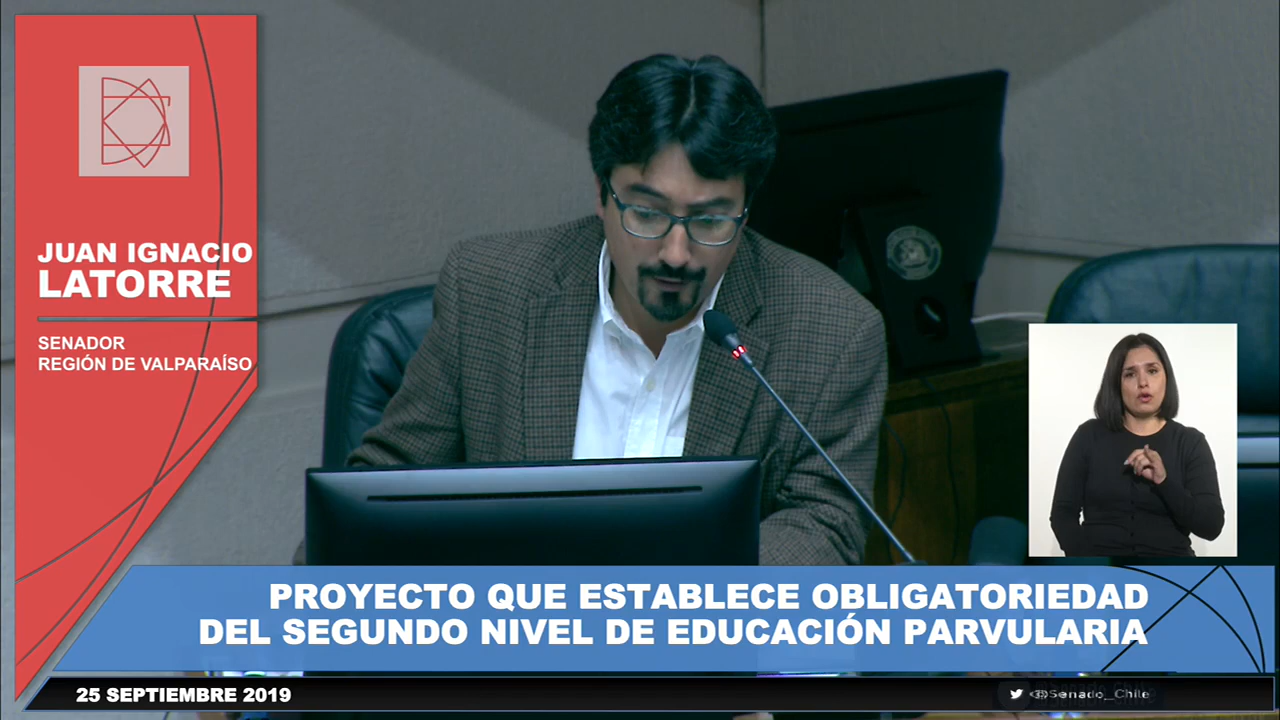 JUAN IGNACIO
LATORRE
SENADOR
REGIÓN DE VALPARAÍSO
PROYECTO QUE ESTABLECE OBLIGATORIEDAD
DEL SEGUNDO NIVEL DE EDUCACIÓN PARVULARIA
25 SEPTIEMBRE 2019
@Senado_Chile